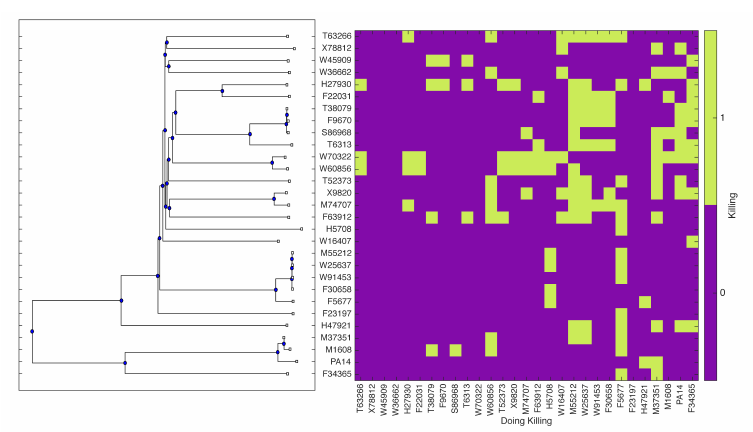 T63266
X78812
W45909
W36662
H27930
F22031
T38079
F9670
S86968
T6313
W70322
W60856
T52373
X9820
M74707
F63912
H5708
W16407
M55212
W25637
W91453
F30658
F5677
F23197
H47921
M37351
M1608
PA14
F34365
T63266 X78812 W45909 W36662 H27930 F22031 T38079 F9670 S86968 T6313 W70322 W60856 T52373 X9820 M74707 F63912 H5708 W16407 M55212 W25637 W91453 F30658 F5677 F23197 H47921 M37351 M1608 PA14 F34365
Doing Killing
1
0
Killing